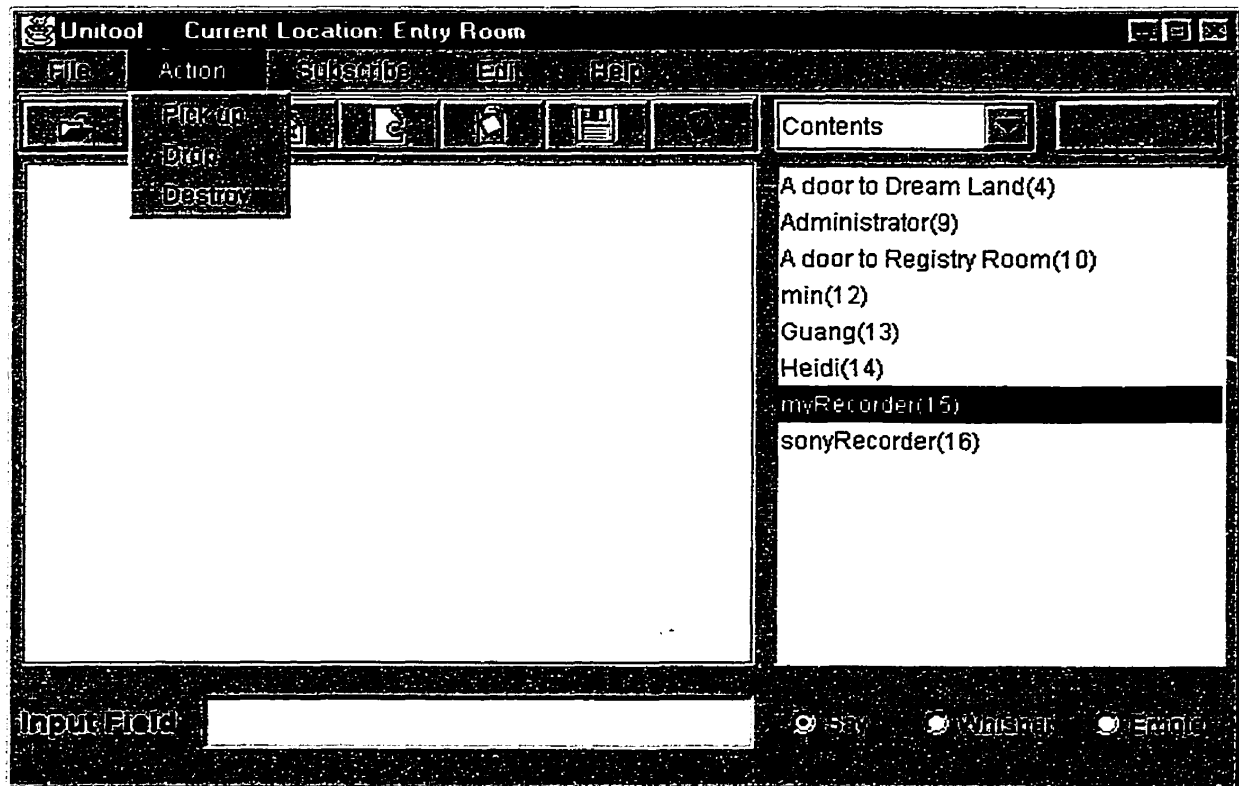 Unitool Current Location: Entry Room
File Action Subscribe Edit Help
Pick up
Drop
Destroy
Contents
A door to Dream Land(4)
Administrator(9)
A door to Registry Room(10)
min(12)
Guang(13)
Heidi(14)
myRecorder(15)
sonyRecorder(16)
Input Field
Say Whisper Emote